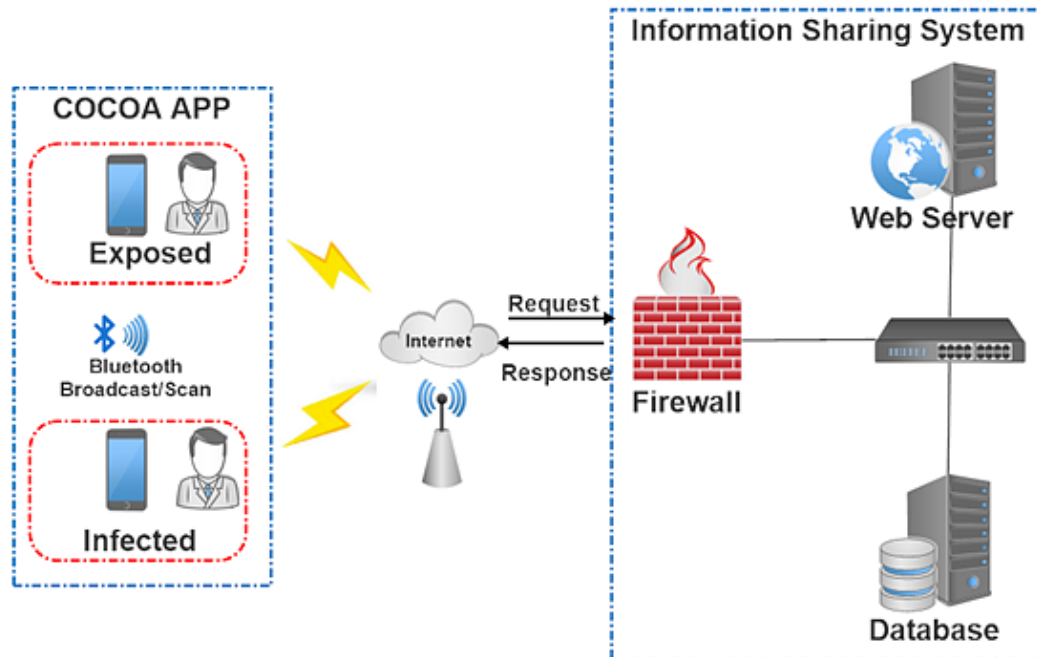 Information Sharing System
COCOA APP
Exposed
Bluetooth
Broadcast/Scan
Infected
Internet
Request
Response
Firewall
Web Server
Database